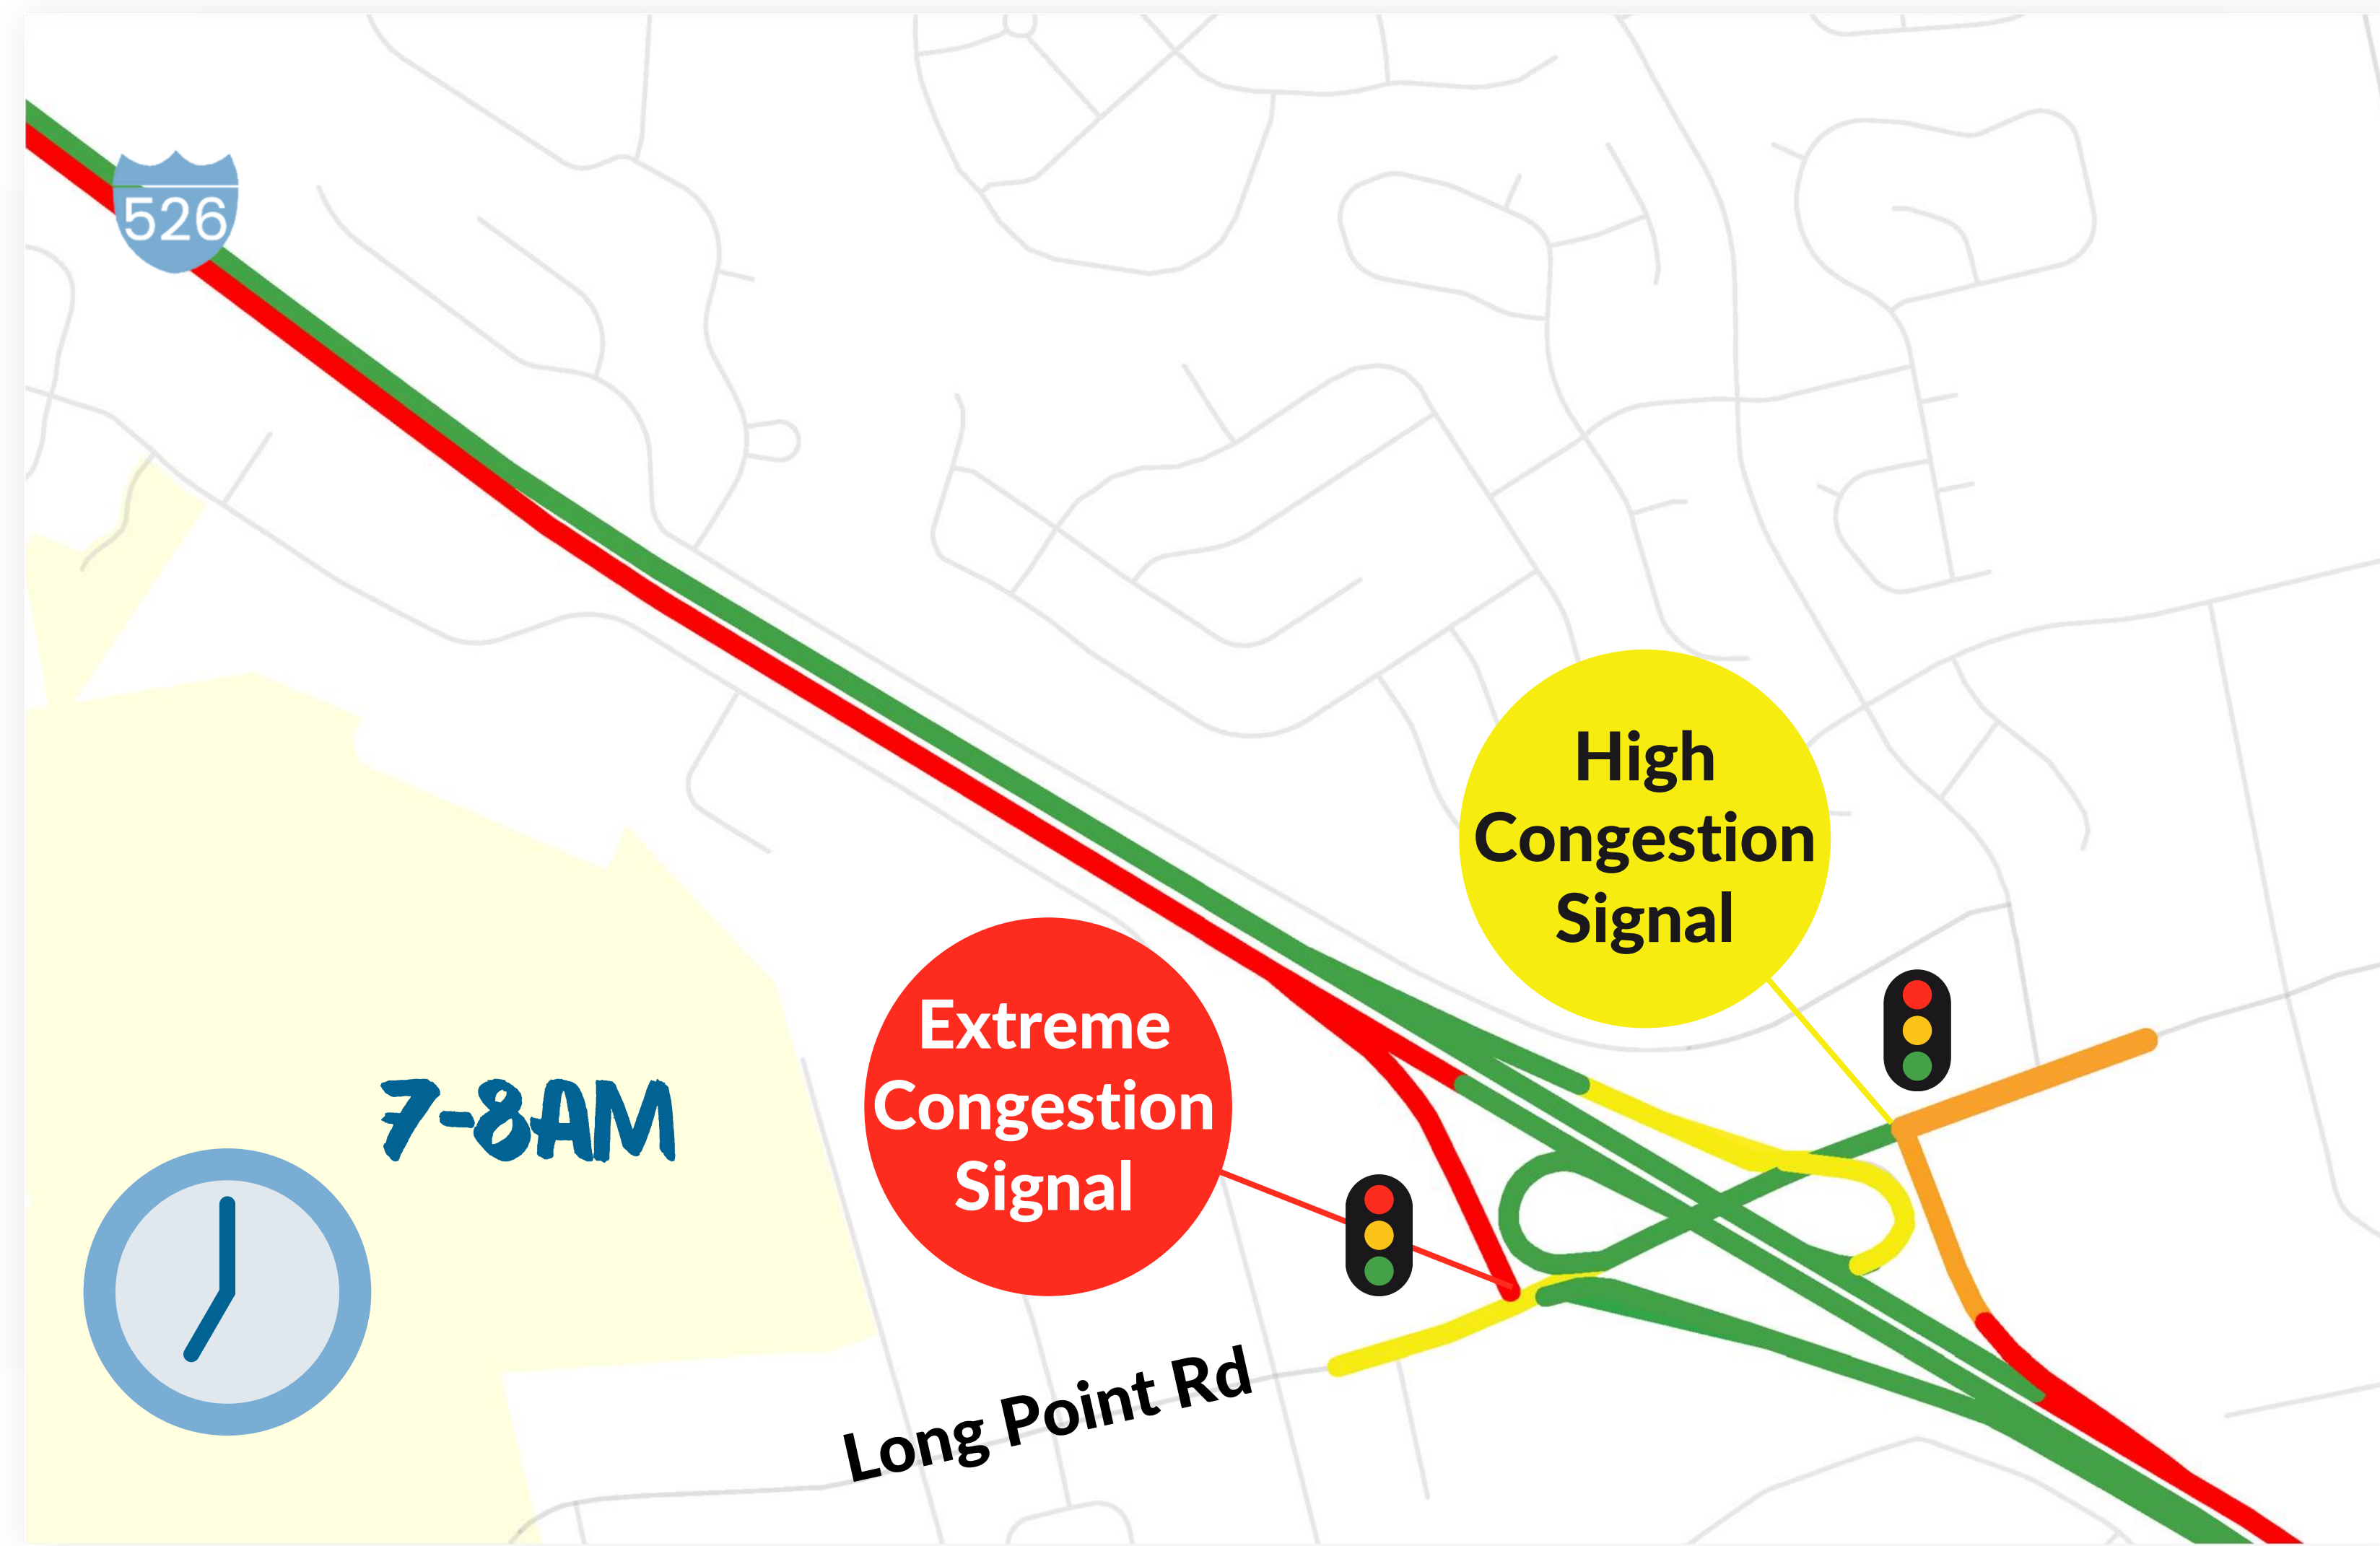 526
High
Congestion
Signal
Extreme
Congestion
Signal
7-8AM
Long Point Rd